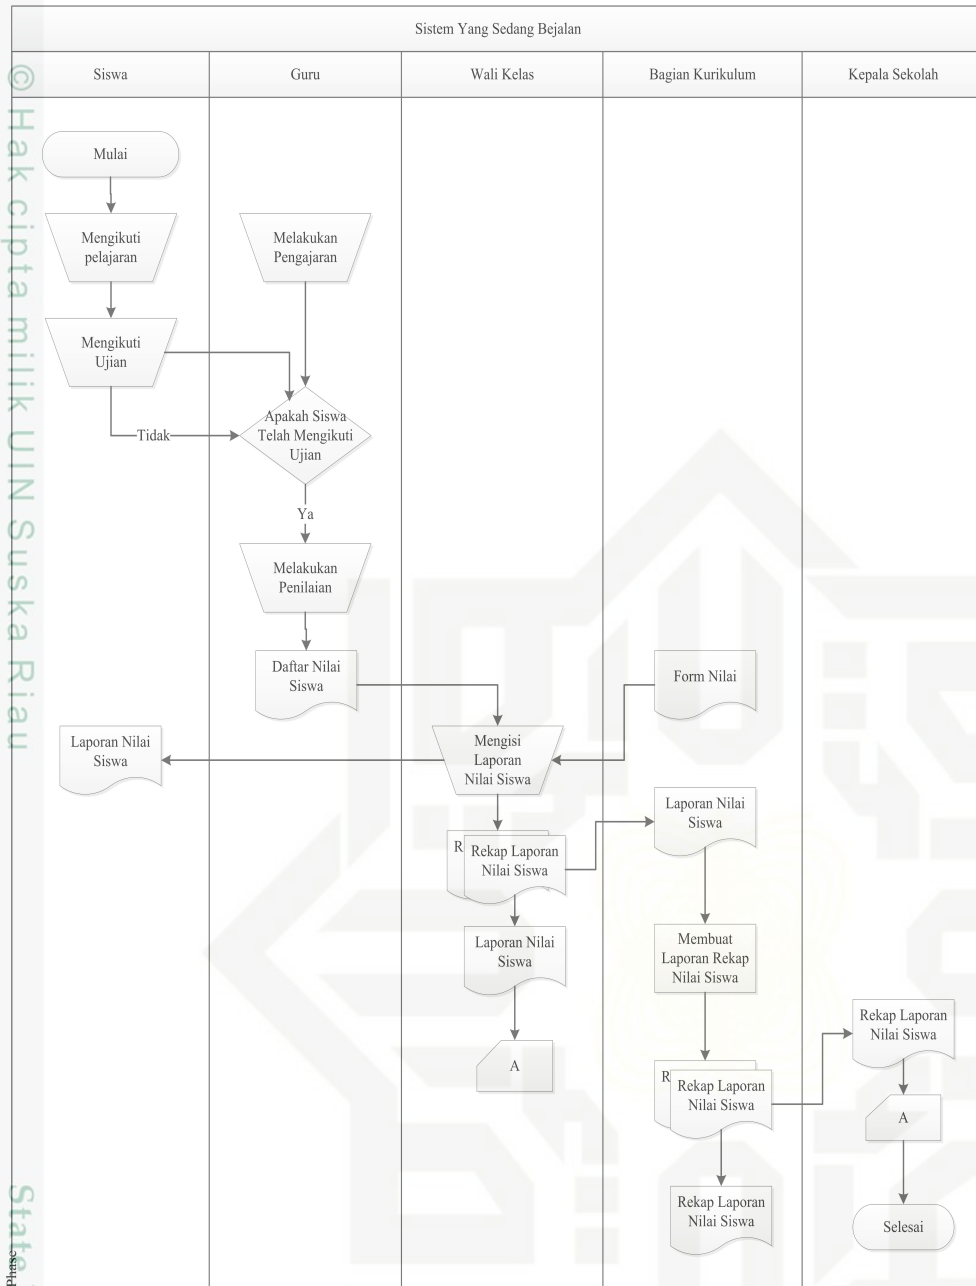 Sistem Yang Sedang Bejalan
Siswa
Guru
Wali Kelas
Bagian Kurikulum
Kepala Sekolah
Mulai
Mengikuti
pelajaran
Melakukan
Pengajaran
Mengikuti
Ujian
Apakah Siswa
Telah Mengikuti
Ujian
Tidak
Ya
Melakukan
Penilaian
Daftar Nilai
Siswa
Form Nilai
Laporan Nilai
Siswa
Mengisi
Laporan
Nilai Siswa
Laporan Nilai
Siswa
R
Rekap Laporan
Nilai Siswa
Laporan Nilai
Siswa
Membuat
Laporan Rekap
Nilai Siswa
A
Rekap Laporan
Nilai Siswa
R
Rekap Laporan
Nilai Siswa
A
Rekap Laporan
Nilai Siswa
Selesai
Phase
© Hak cipta milik UIN Suska Riau
State